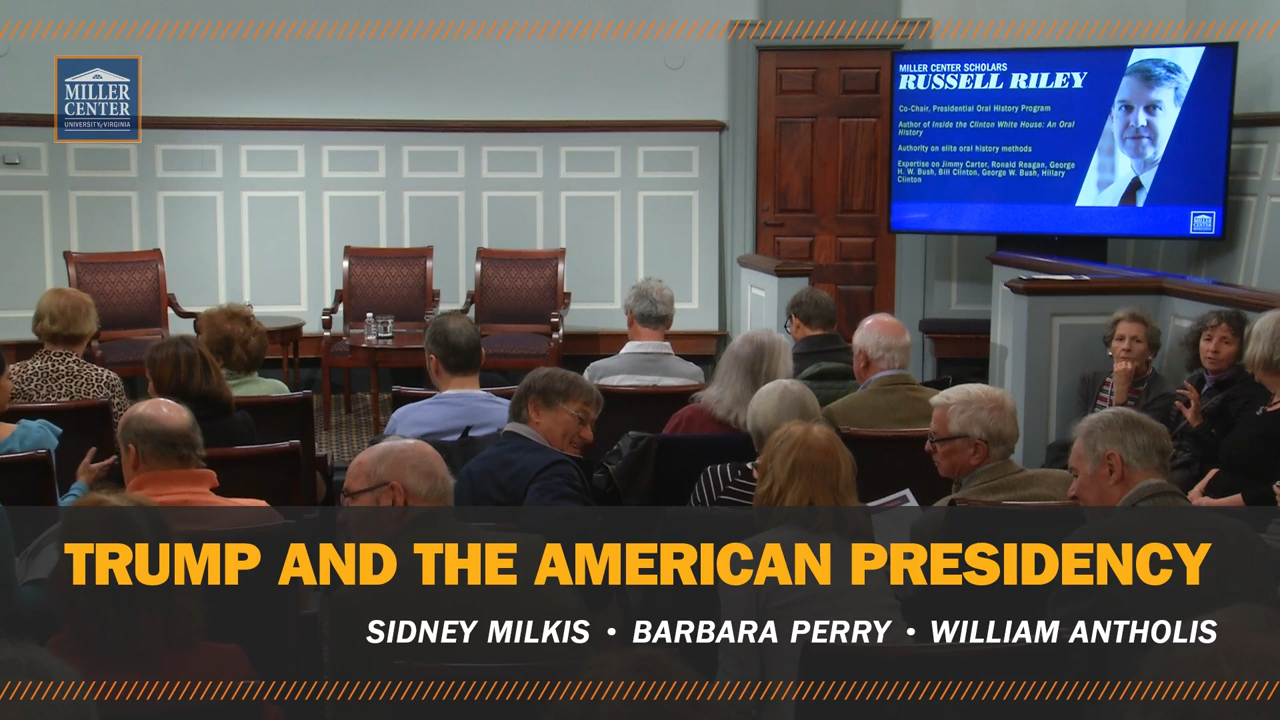 MILLER
CENTER
UNIVERSITY of VIRGINIA
MILLER CENTER SCHOLARS
RUSSELL RILEY
Co-Chair, Presidential Oral History Program
Author of Inside the Clinton White House: An Oral
History
Authority on elite oral history methods
Expertise on Jimmy Carter, Ronald Reagan, George
H. W. Bush, Bill Clinton, George W. Bush, Hillary
Clinton
MILLER
CENTER
TRUMP AND THE AMERICAN PRESIDENCY
SIDNEY MILKIS • BARBARA PERRY • WILLIAM ANTHOLIS